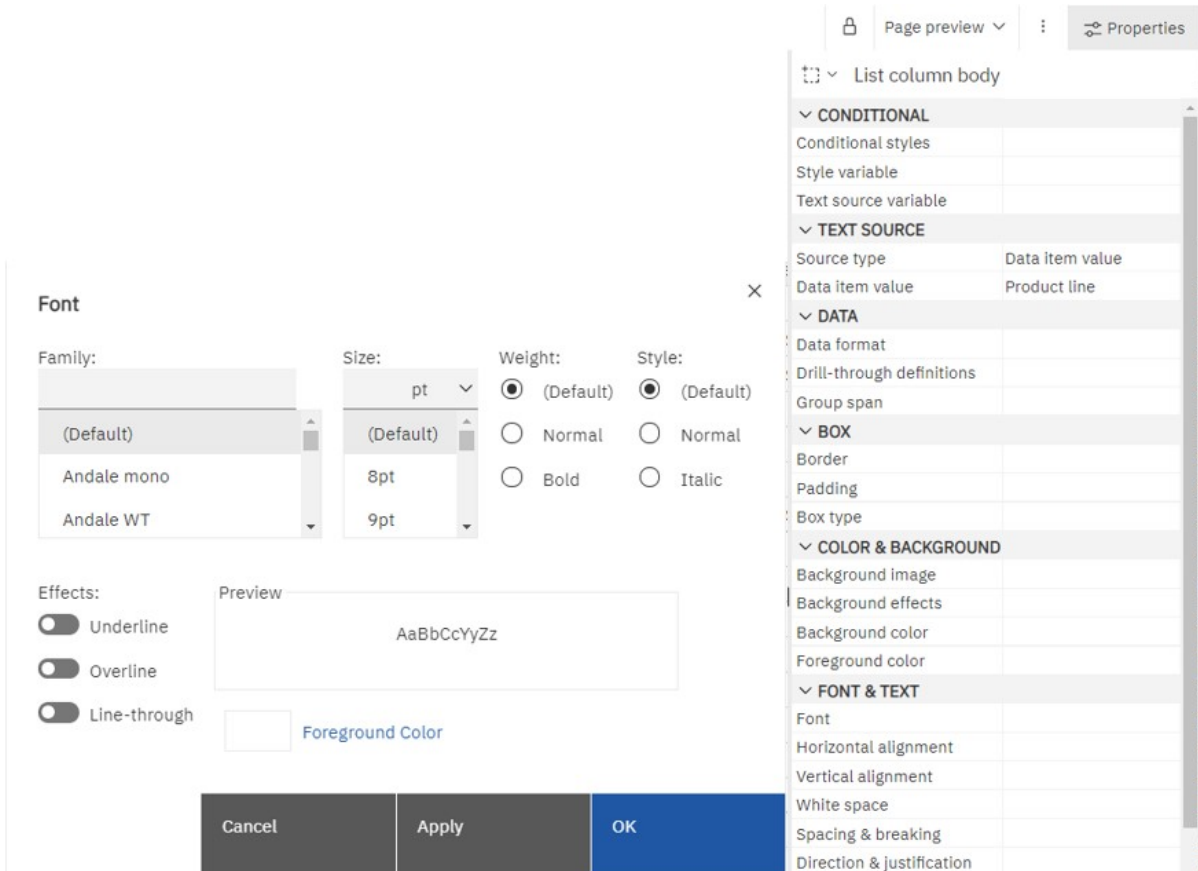 Page preview
Properties
List column body
CONDITIONAL
Conditional styles
Style variable
Text source variable
TEXT SOURCE
Source type Data item value
Data item value Product line
DATA
Data format
Drill-through definitions
Group span
BOX
Border
Padding
Box type
COLOR & BACKGROUND
Background image
Background effects
Background color
Foreground color
FONT & TEXT
Font
Horizontal alignment
Vertical alignment
White space
Spacing & breaking
Direction & justification
Font
Family: Size: Weight: Style:
pt (Default) (Default)
(Default) (Default) Normal Normal
Andale mono 8pt Bold Italic
Andale WT 9pt
Effects: Preview
Underline
AaBbCcYyZz
Overline
Line-through
Foreground Color
Cancel Apply OK